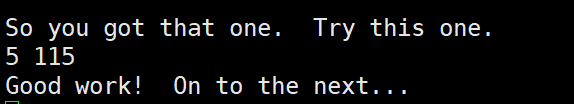 So you got that one.  Try this one.
5 115
Good work!  On to the next...